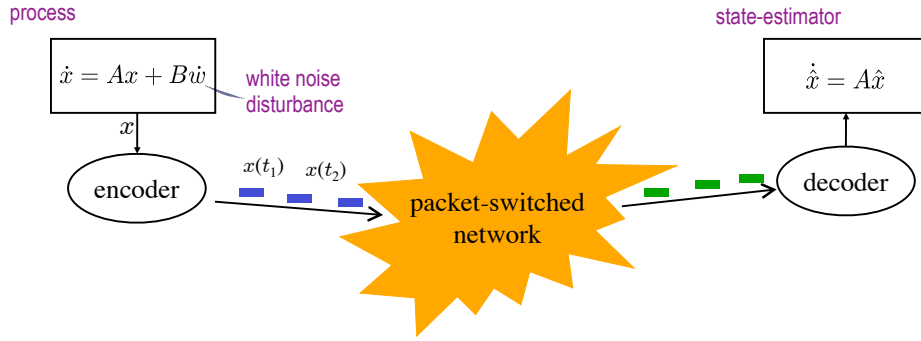 process
state-estimator
ẋ = Ax + Bẇ
white noise
disturbance
x̂̇ = Ax̂
x
encoder
x(t₁)
x(t₂)
packet-switched
network
decoder